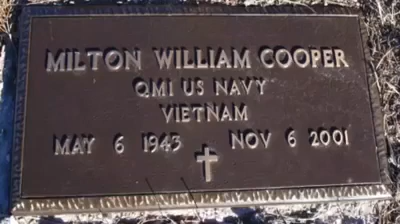 MILTON WILLIAM COOPER
QM1 US NAVY
VIETNAM
MAY 6 1943 NOV 6 2001